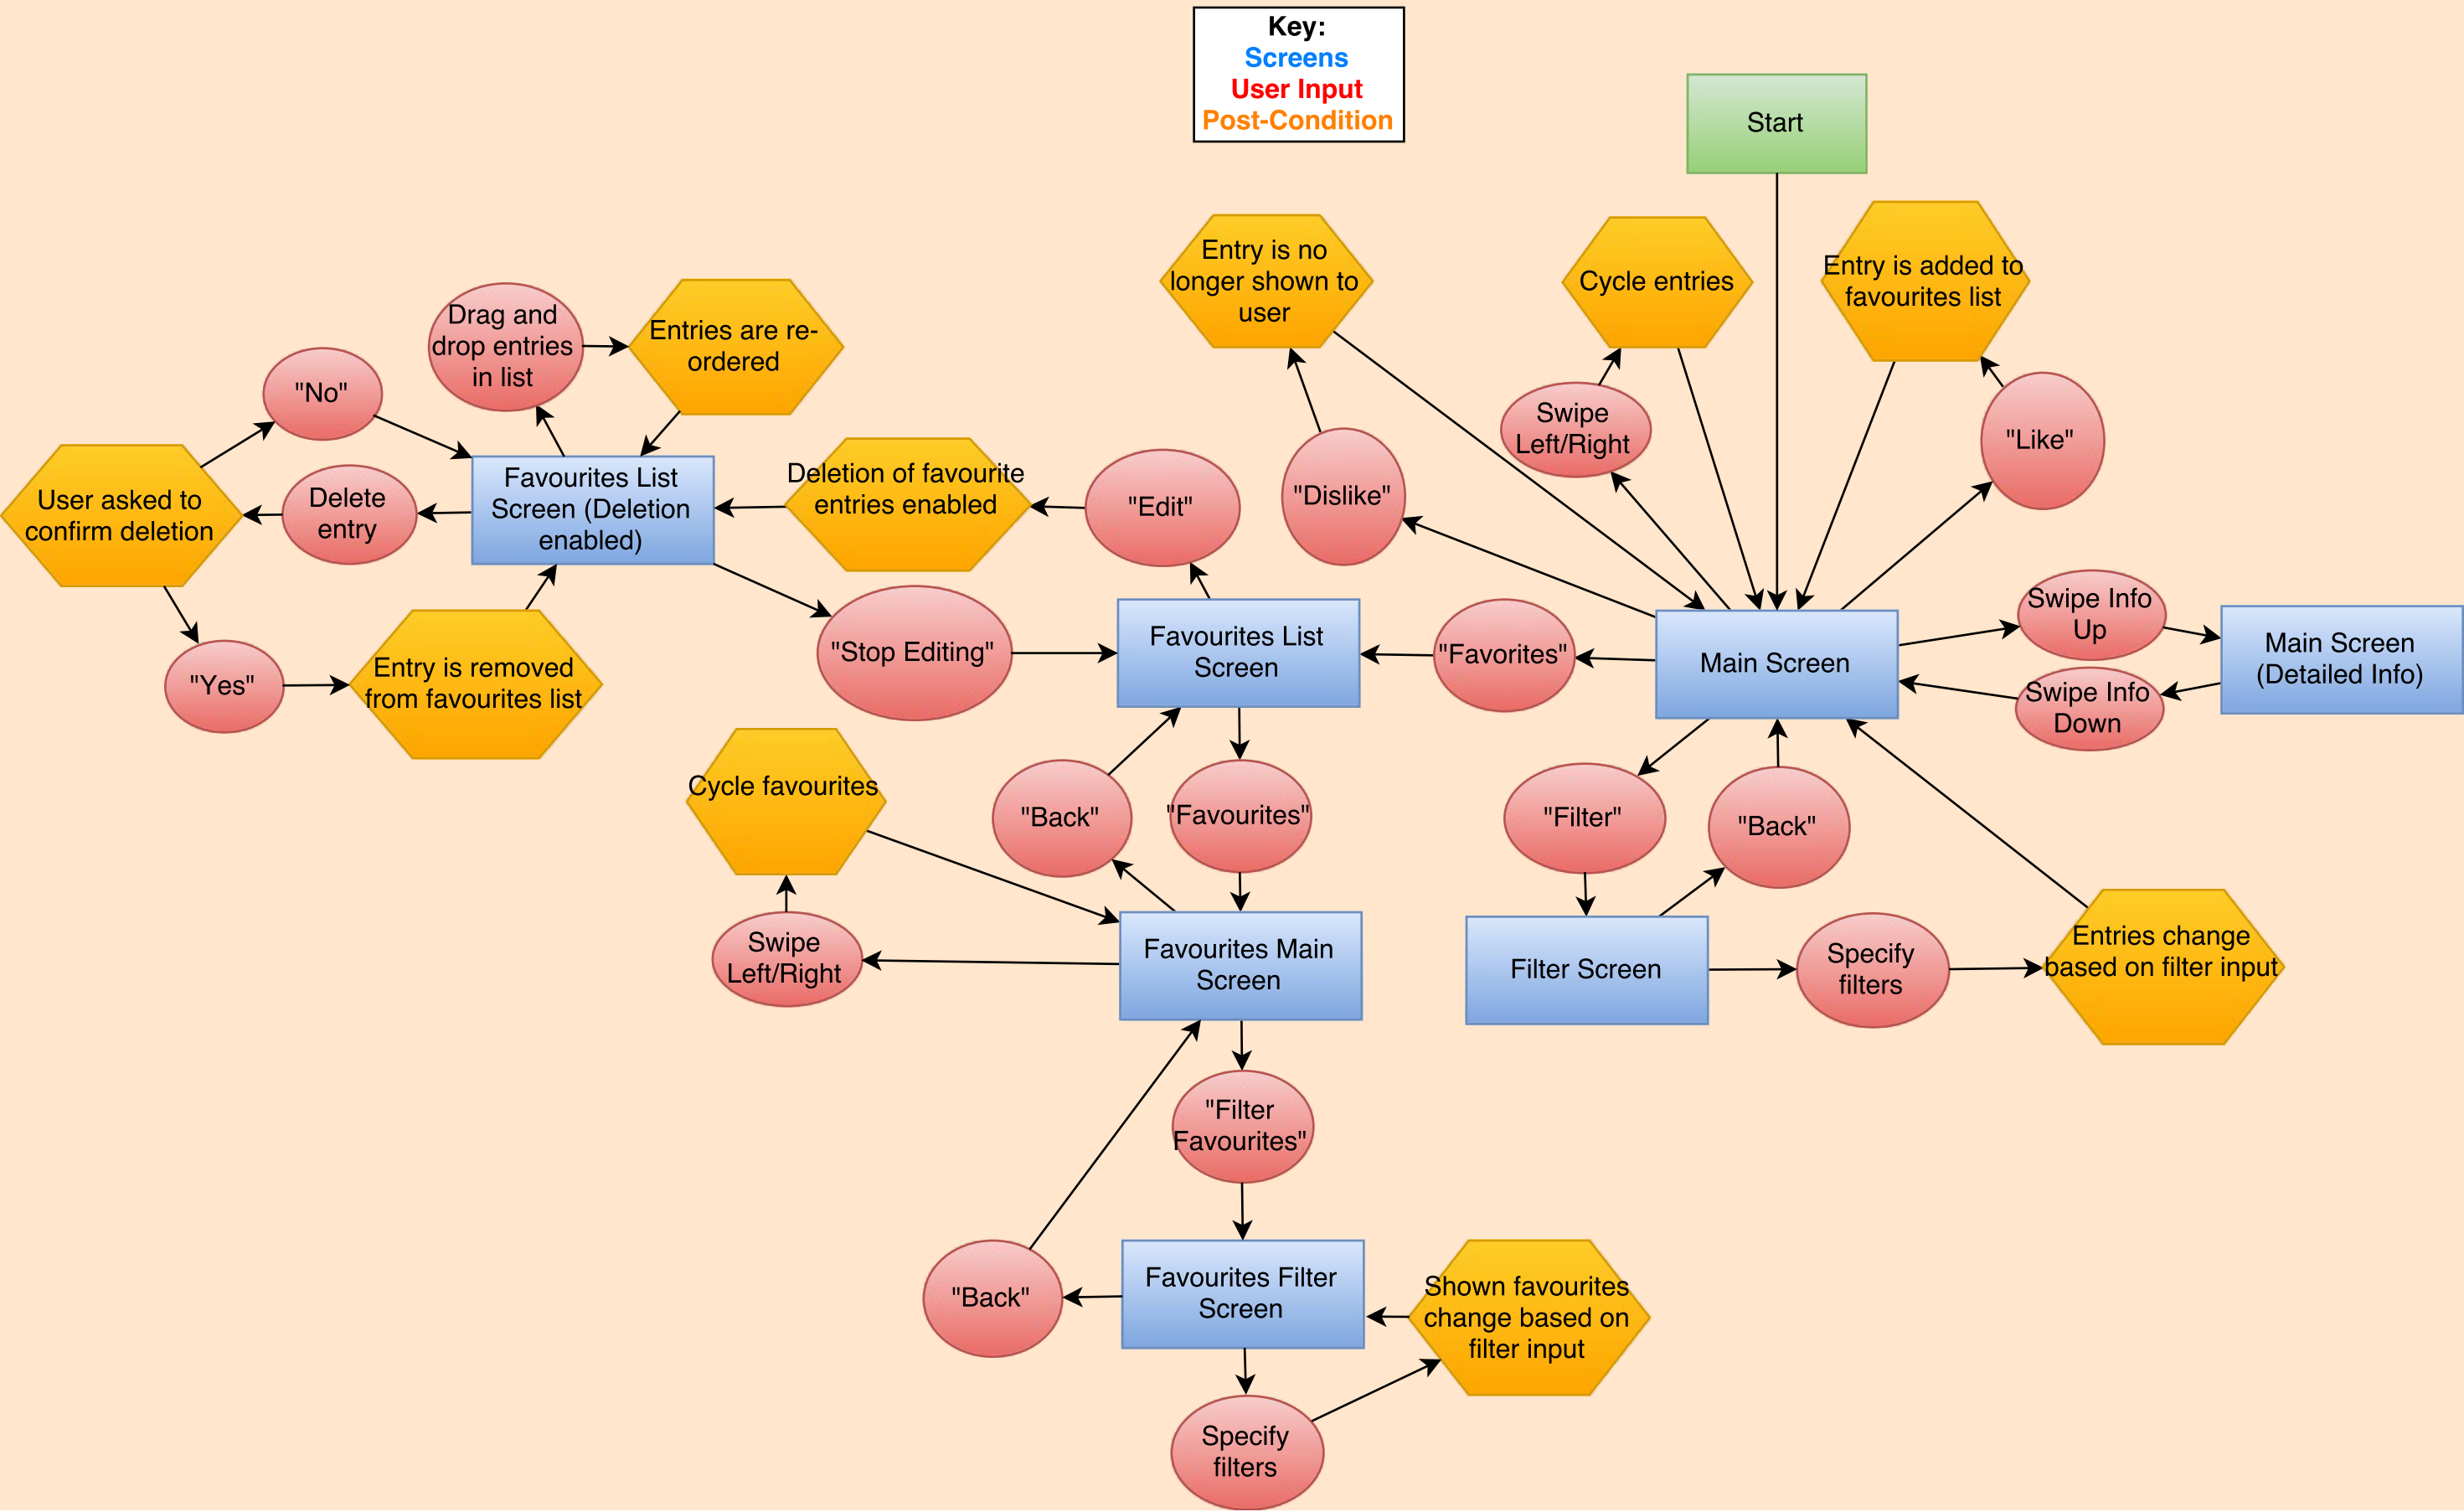 Key:
Screens
User Input
Post-Condition
Start
Entry is no
longer shown to
user
Cycle entries
Entry is added to
favourites list
Drag and
drop entries
in list
Entries are re-
ordered
"No"
Swipe
Left/Right
"Like"
User asked to
confirm deletion
Delete
entry
Favourites List
Screen (Deletion
enabled)
Deletion of favourite
entries enabled
"Edit"
"Dislike"
"Yes"
Entry is removed
from favourites list
"Stop Editing"
Favourites List
Screen
"Favorites"
Main Screen
Swipe Info
Up
Swipe Info
Down
Main Screen
(Detailed Info)
Cycle favourites
"Back"
"Favourites"
"Filter"
"Back"
Swipe
Left/Right
Favourites Main
Screen
Filter Screen
Specify
filters
Entries change
based on filter input
"Filter
Favourites"
"Back"
Favourites Filter
Screen
Shown favourites
change based on
filter input
Specify
filters